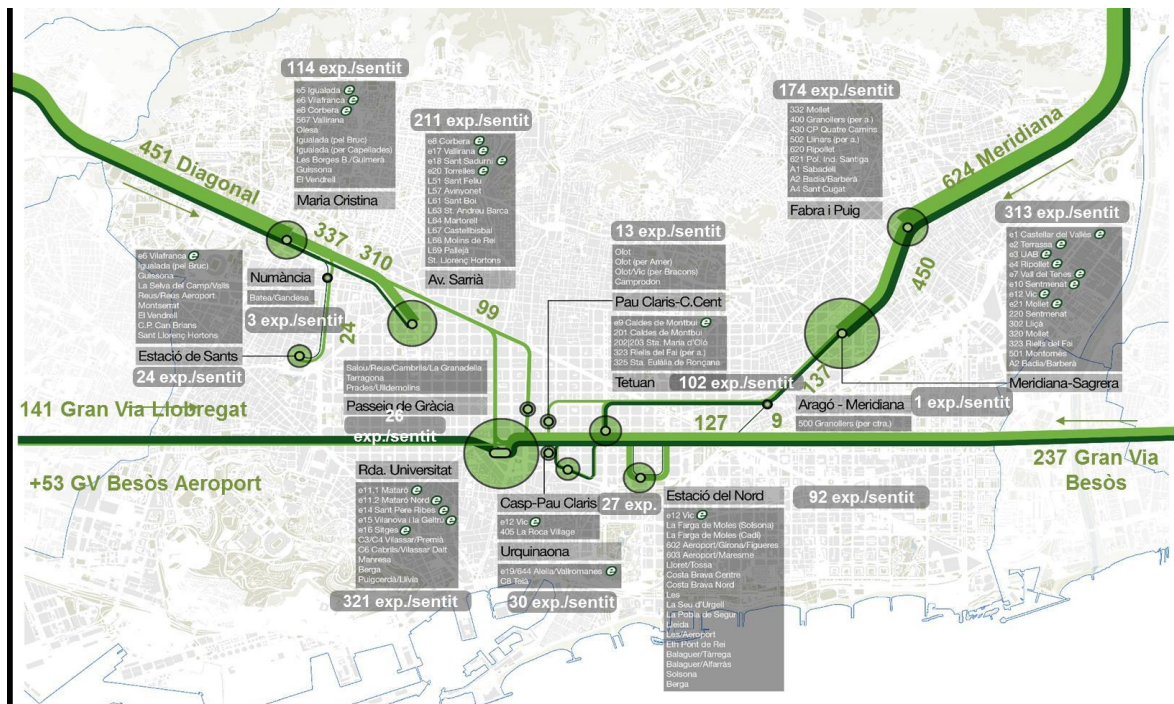 114 exp./sentit
e5 Igualada e
e6 Vilafranca e
e8 Corbera e
567 Vallirana
Olesa
Igualada (pel Bruc)
Igualada (per Capellades)
Les Borges B./Guimerà
Guissona
El Vendrell
Maria Cristina
211 exp./sentit
e8 Corbera e
e17 Vallirana e
e18 Sant Sadurní e
e20 Torrelles e
L51 Sant Feliu
L57 Avinyonet
L61 Sant Boi
L63 St. Andreu Barca
L64 Martorell
L67 Castellbisbal
L68 Molins de Rei
L69 Pallejà
St. Llorenç Hortons
Av. Sarrià
174 exp./sentit
332 Mollet
400 Granollers (per a.)
430 CP Quatre Camins
502 Llinars (per a.)
620 Ripollet
621 Pol. Ind. Santiga
A1 Sabadell
A2 Badia/Barberà
A4 Sant Cugat
Fabra i Puig
451 Diagonal
624 Meridiana
313 exp./sentit
e1 Castellar del Vallès e
e2 Terrassa e
e3 UAB e
e4 Ripollet e
e7 Vall del Tenes e
e10 Sentmenat e
e12 Vic e
e21 Mollet e
220 Sentmenat
302 Lliçà
320 Mollet
323 Riells del Fai
501 Montornès
A2 Badia/Barberà
Meridiana-Sagrera
337
310
450
99
24
137
13 exp./sentit
Olot
Olot (per Amer)
Olot/Vic (per Bracons)
Camprodon
Pau Claris-C.Cent
e9 Caldes de Montbui e
201 Caldes de Montbui
202|203 Sta. Maria d'Oló
323 Riells del Fai (per a.)
325 Sta. Eulàlia de Ronçana
Tetuan
102 exp./sentit
e6 Vilafranca e
Igualada (pel Bruc)
Guissona
La Selva del Camp/Valls
Reus/Reus Aeroport
Montserrat
El Vendrell
C.P. Can Brians
Sant Llorenç Hortons
Estació de Sants
24 exp./sentit
Numància
Batea/Gandesa
3 exp./sentit
Salou/Reus/Cambrils/La Granadella
Tarragona
Prades/Ulldemolins
Passeig de Gràcia
26 exp./sentit
Aragó - Meridiana
1 exp./sentit
500 Granollers (per ctra.)
141 Gran Via Llobregat
127
9
237 Gran Via Besòs
+53 GV Besòs Aeroport
Rda. Universitat
e11.1 Mataró e
e11.2 Mataró Nord e
e14 Sant Pere Ribes e
e15 Vilanova i la Geltrú e
e16 Sitges e
C3/C4 Vilassar/Premià
C6 Cabrils/Vilassar Dalt
Manresa
Berga
Puigcerdà/Llívia
321 exp./sentit
Casp-Pau Claris
27 exp.
e12 Vic e
405 La Roca Village
Urquinaona
e19/644 Alella/Vallromanes e
C8 Teià
30 exp./sentit
Estació del Nord
92 exp./sentit
e12 Vic e
La Farga de Moles (Solsona)
La Farga de Moles (Cadí)
602 Aeroport/Girona/Figueres
603 Aeroport/Maresme
Lloret/Tossa
Costa Brava Centre
Costa Brava Nord
Les
La Seu d'Urgell
La Pobla de Segur
Lleida
Les/Aeroport
Eth Pònt de Rei
Balaguer/Tàrrega
Balaguer/Alfarràs
Solsona
Berga